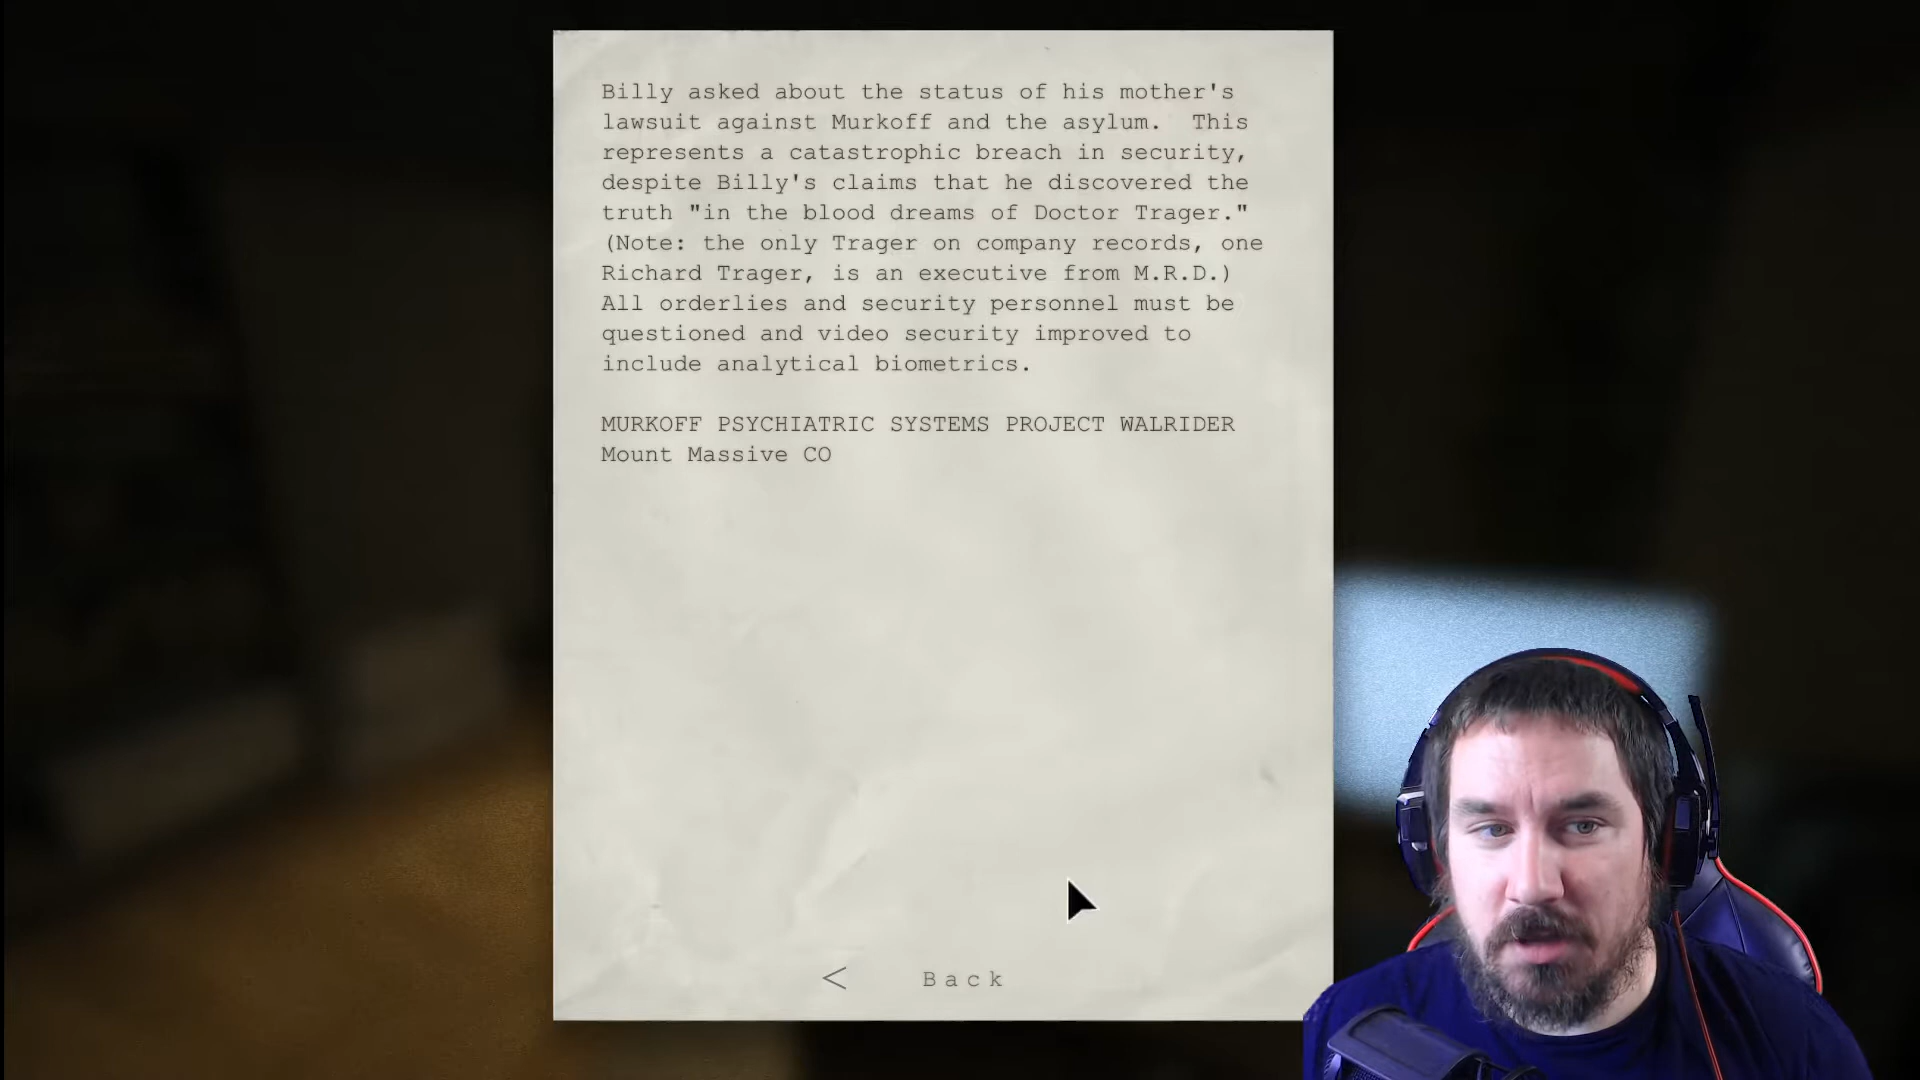 Billy asked about the status of his mother's
lawsuit against Murkoff and the asylum.  This
represents a catastrophic breach in security,
despite Billy's claims that he discovered the
truth "in the blood dreams of Doctor Trager."
(Note: the only Trager on company records, one
Richard Trager, is an executive from M.R.D.)
All orderlies and security personnel must be
questioned and video security improved to
include analytical biometrics.

MURKOFF PSYCHIATRIC SYSTEMS PROJECT WALRIDER
Mount Massive CO
< Back